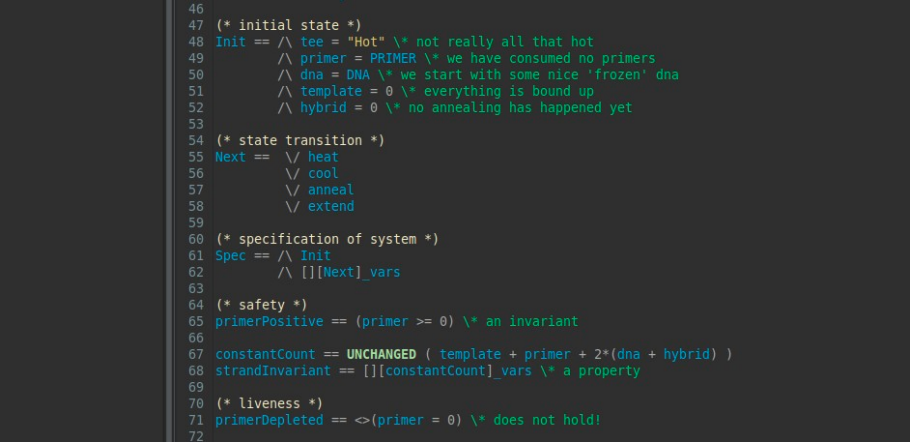 46
47 (* initial state *)
48 Init == /\ tee = "Hot" \* not really all that hot
49         /\ primer = PRIMER \* we have consumed no primers
50         /\ dna = DNA \* we start with some nice 'frozen' dna
51         /\ template = 0 \* everything is bound up
52         /\ hybrid = 0 \* no annealing has happened yet
53
54 (* state transition *)
55 Next ==  \/ heat
56          \/ cool
57          \/ anneal
58          \/ extend
59
60 (* specification of system *)
61 Spec == /\ Init
62         /\ [][Next]_vars
63
64 (* safety *)
65 primerPositive == (primer >= 0) \* an invariant
66
67 constantCount == UNCHANGED ( template + primer + 2*(dna + hybrid) )
68 strandInvariant == [][constantCount]_vars \* a property
69
70 (* liveness *)
71 primerDepleted == <>(primer = 0) \* does not hold!
72